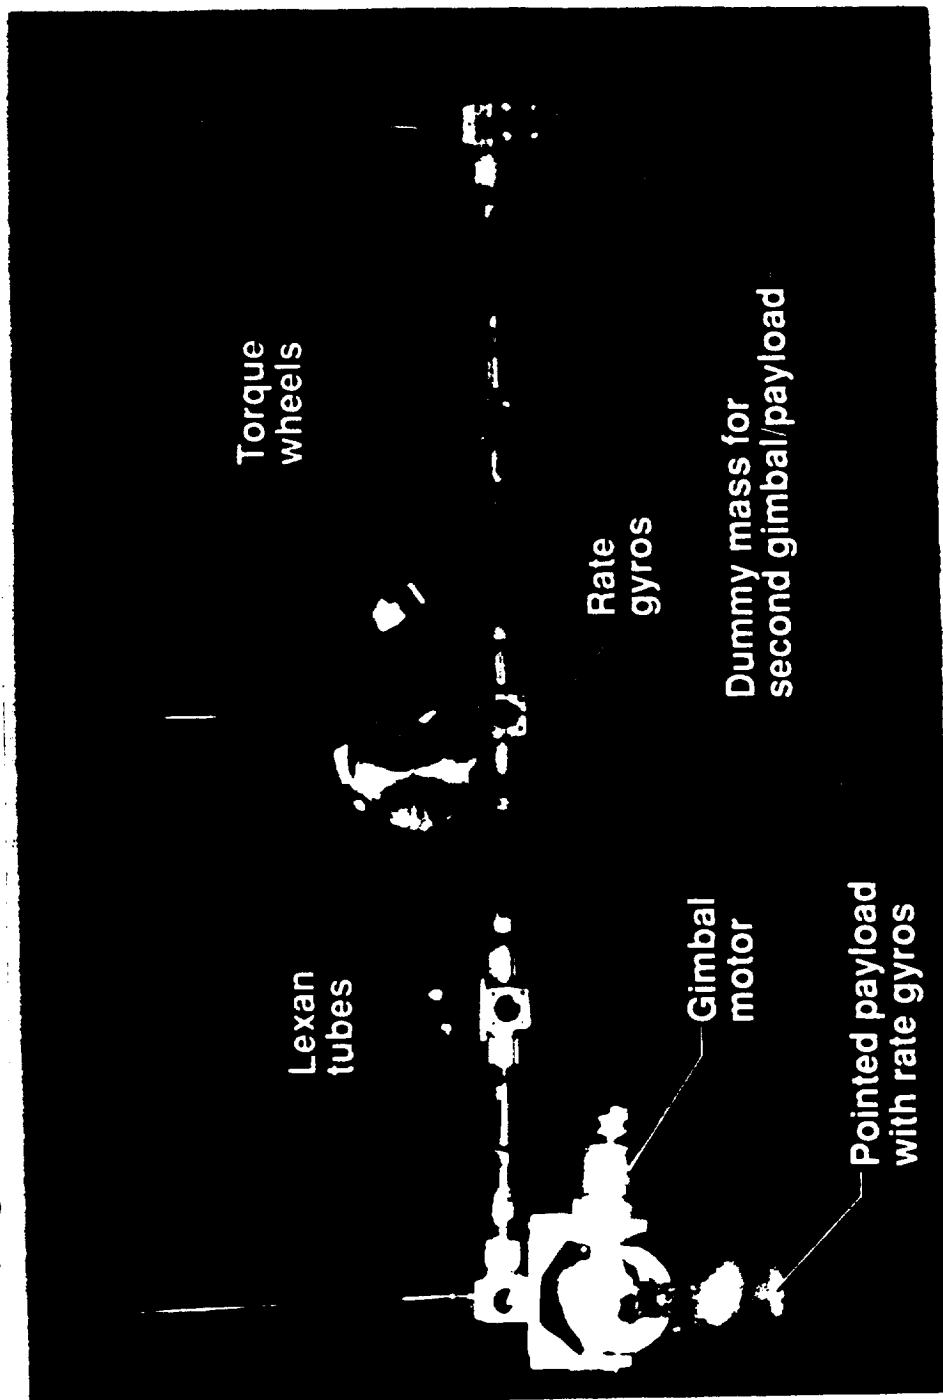 Torque
wheels
Lexan
tubes
Rate
gyros
Dummy mass for
second gimbal/payload
Gimbal
motor
Pointed payload
with rate gyros